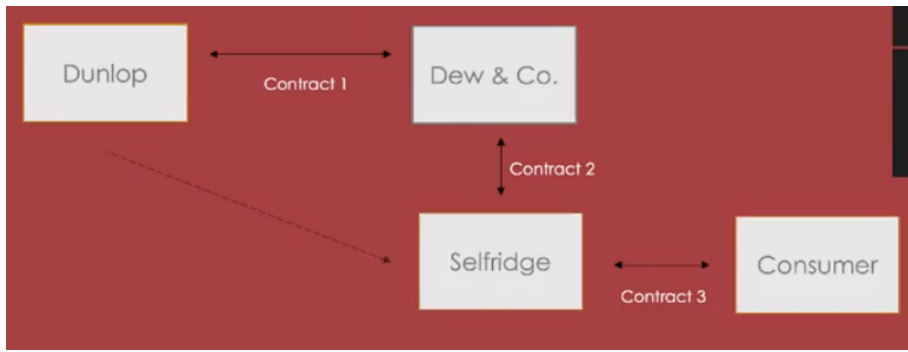 Dunlop
Contract 1
Dew & Co.
Contract 2
Selfridge
Contract 3
Consumer